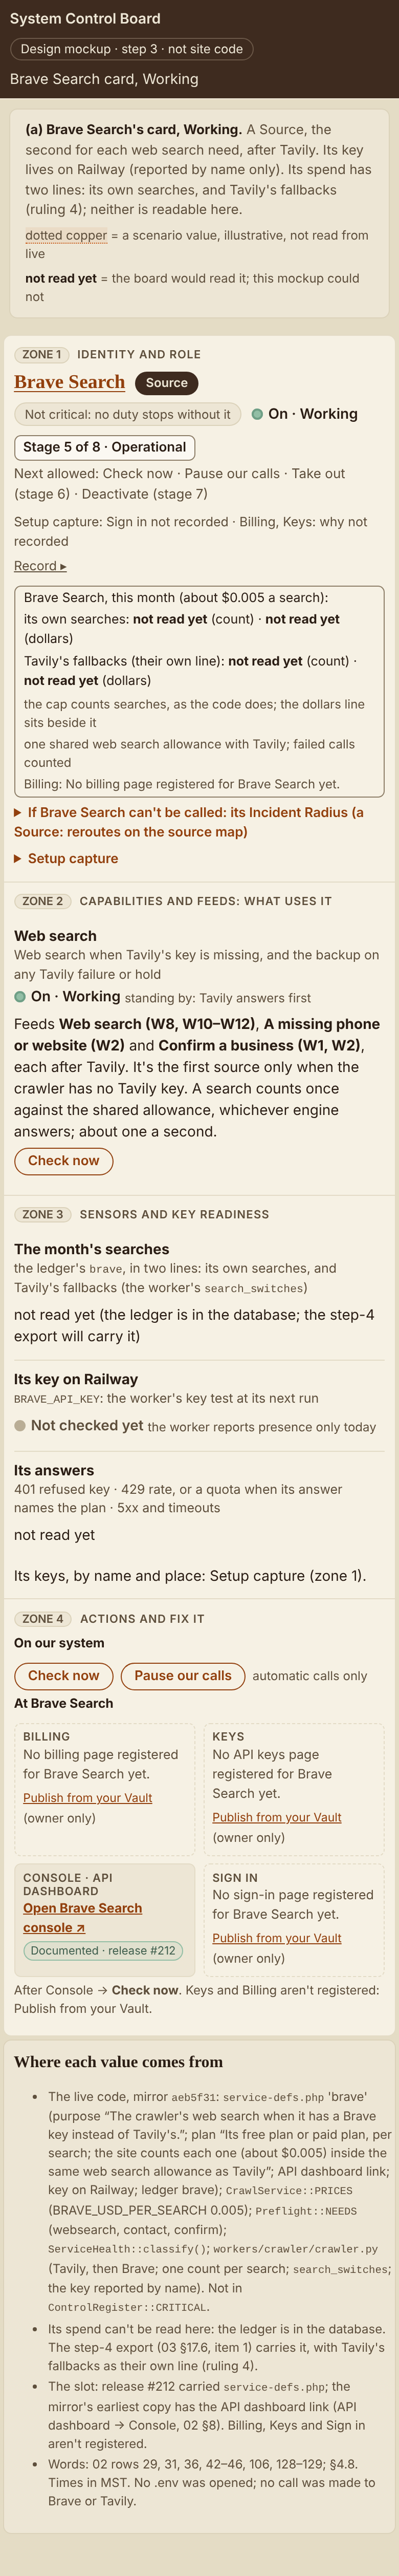 System Control Board
Design mockup · step 3 · not site code
Brave Search card, Working
(a) Brave Search's card, Working. A Source, the
second for each web search need, after Tavily. Its key
lives on Railway (reported by name only). Its spend has
two lines: its own searches, and Tavily's fallbacks
(ruling 4); neither is readable here.
dotted copper = a scenario value, illustrative, not read from
live
not read yet = the board would read it; this mockup could
not
ZONE 1 IDENTITY AND ROLE
Brave Search Source
Not critical: no duty stops without it On · Working
Stage 5 of 8 · Operational
Next allowed: Check now · Pause our calls · Take out
(stage 6) · Deactivate (stage 7)
Setup capture: Sign in not recorded · Billing, Keys: why not
recorded
Record ▸
Brave Search, this month (about $0.005 a search):
its own searches: not read yet (count) · not read yet
(dollars)
Tavily's fallbacks (their own line): not read yet (count) ·
not read yet (dollars)
the cap counts searches, as the code does; the dollars line
sits beside it
one shared web search allowance with Tavily; failed calls
counted
Billing: No billing page registered for Brave Search yet.
▶ If Brave Search can't be called: its Incident Radius (a
Source: reroutes on the source map)
▶ Setup capture
ZONE 2 CAPABILITIES AND FEEDS: WHAT USES IT
Web search
Web search when Tavily's key is missing, and the backup on
any Tavily failure or hold
On · Working standing by: Tavily answers first
Feeds Web search (W8, W10–W12), A missing phone
or website (W2) and Confirm a business (W1, W2),
each after Tavily. It's the first source only when the
crawler has no Tavily key. A search counts once
against the shared allowance, whichever engine
answers; about one a second.
Check now
ZONE 3 SENSORS AND KEY READINESS
The month's searches
the ledger's brave, in two lines: its own searches, and
Tavily's fallbacks (the worker's search_switches)
not read yet (the ledger is in the database; the step-4
export will carry it)
Its key on Railway
BRAVE_API_KEY: the worker's key test at its next run
Not checked yet the worker reports presence only today
Its answers
401 refused key · 429 rate, or a quota when its answer
names the plan · 5xx and timeouts
not read yet
Its keys, by name and place: Setup capture (zone 1).
ZONE 4 ACTIONS AND FIX IT
On our system
Check now Pause our calls automatic calls only
At Brave Search
BILLING
No billing page registered
for Brave Search yet.
Publish from your Vault
(owner only)
KEYS
No API keys page
registered for Brave
Search yet.
Publish from your Vault
(owner only)
CONSOLE · API
DASHBOARD
Open Brave Search
console ↗
Documented · release #212
SIGN IN
No sign-in page registered
for Brave Search yet.
Publish from your Vault
(owner only)
After Console → Check now. Keys and Billing aren't registered:
Publish from your Vault.
Where each value comes from
• The live code, mirror aeb5f31: service-defs.php 'brave'
(purpose “The crawler's web search when it has a Brave
key instead of Tavily's.”; plan “Its free plan or paid plan, per
search; the site counts each one (about $0.005) inside the
same web search allowance as Tavily”; API dashboard link;
key on Railway; ledger brave); CrawlService::PRICES
(BRAVE_USD_PER_SEARCH 0.005); Preflight::NEEDS
(websearch, contact, confirm);
ServiceHealth::classify(); workers/crawler/crawler.py
(Tavily, then Brave; one count per search; search_switches;
the key reported by name). Not in
ControlRegister::CRITICAL.
• Its spend can't be read here: the ledger is in the database.
The step-4 export (03 §17.6, item 1) carries it, with Tavily's
fallbacks as their own line (ruling 4).
• The slot: release #212 carried service-defs.php; the
mirror's earliest copy has the API dashboard link (API
dashboard → Console, 02 §8). Billing, Keys and Sign in
aren't registered.
• Words: 02 rows 29, 31, 36, 42–46, 106, 128–129; §4.8.
Times in MST. No .env was opened; no call was made to
Brave or Tavily.